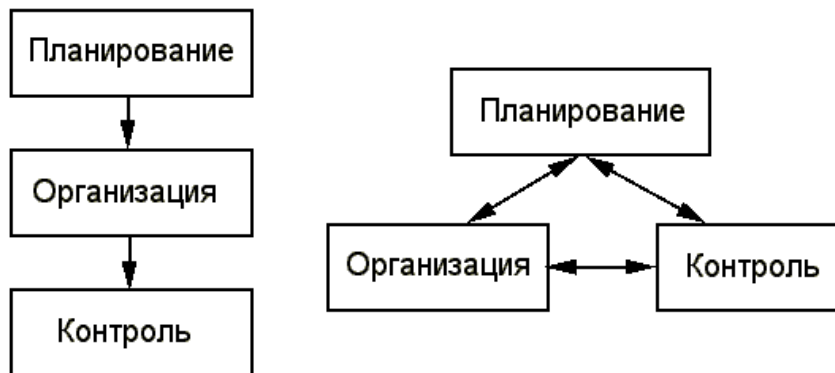 Планирование
Организация
Контроль
Планирование
Организация
Контроль